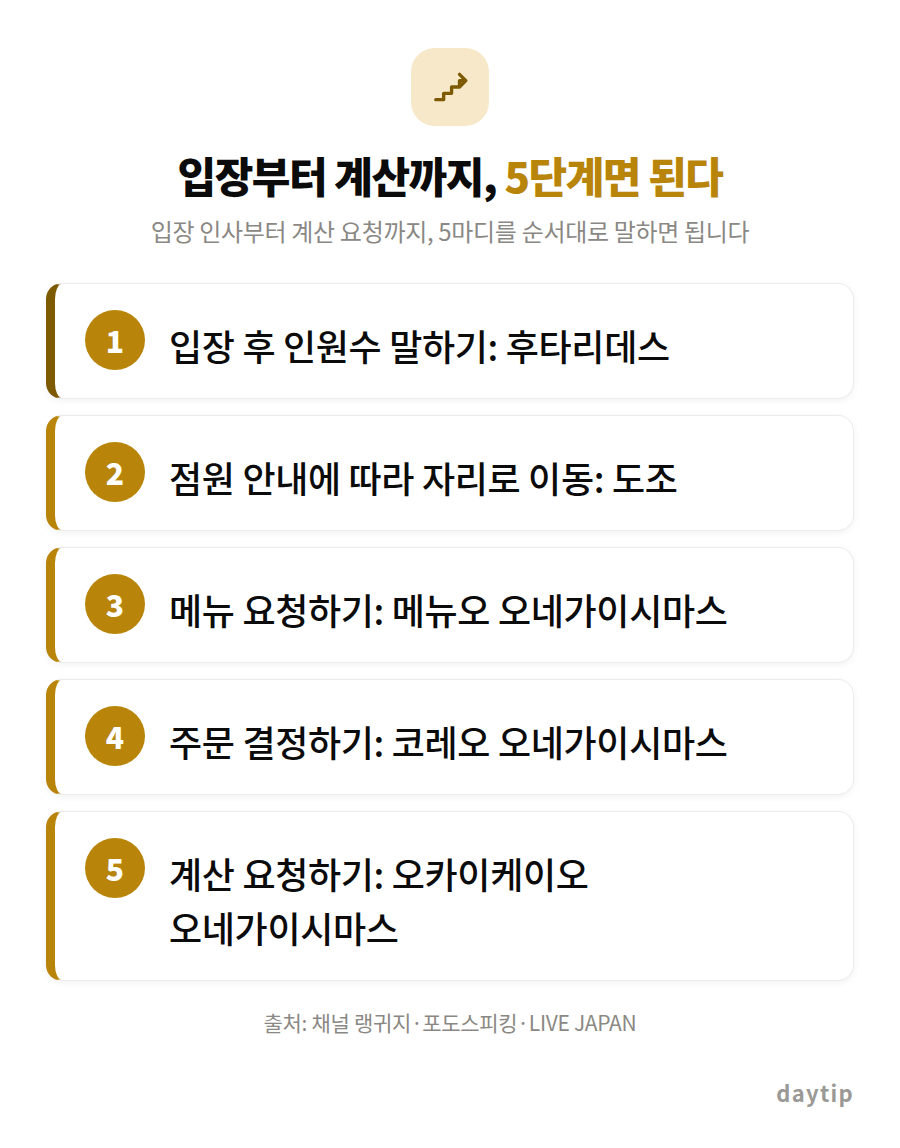 입장부터 계산까지, 5단계면 된다
입장 인사부터 계산 요청까지, 5마디를 순서대로 말하면 됩니다
1 입장 후 인원수 말하기: 후타리데스
2 점원 안내에 따라 자리로 이동: 도조
3 메뉴 요청하기: 메뉴오 오네가이시마스
4 주문 결정하기: 코레오 오네가이시마스
5 계산 요청하기: 오카이케이오
오네가이시마스
출처: 채널 랭귀지 · 포도스피킹 · LIVE JAPAN
daytip